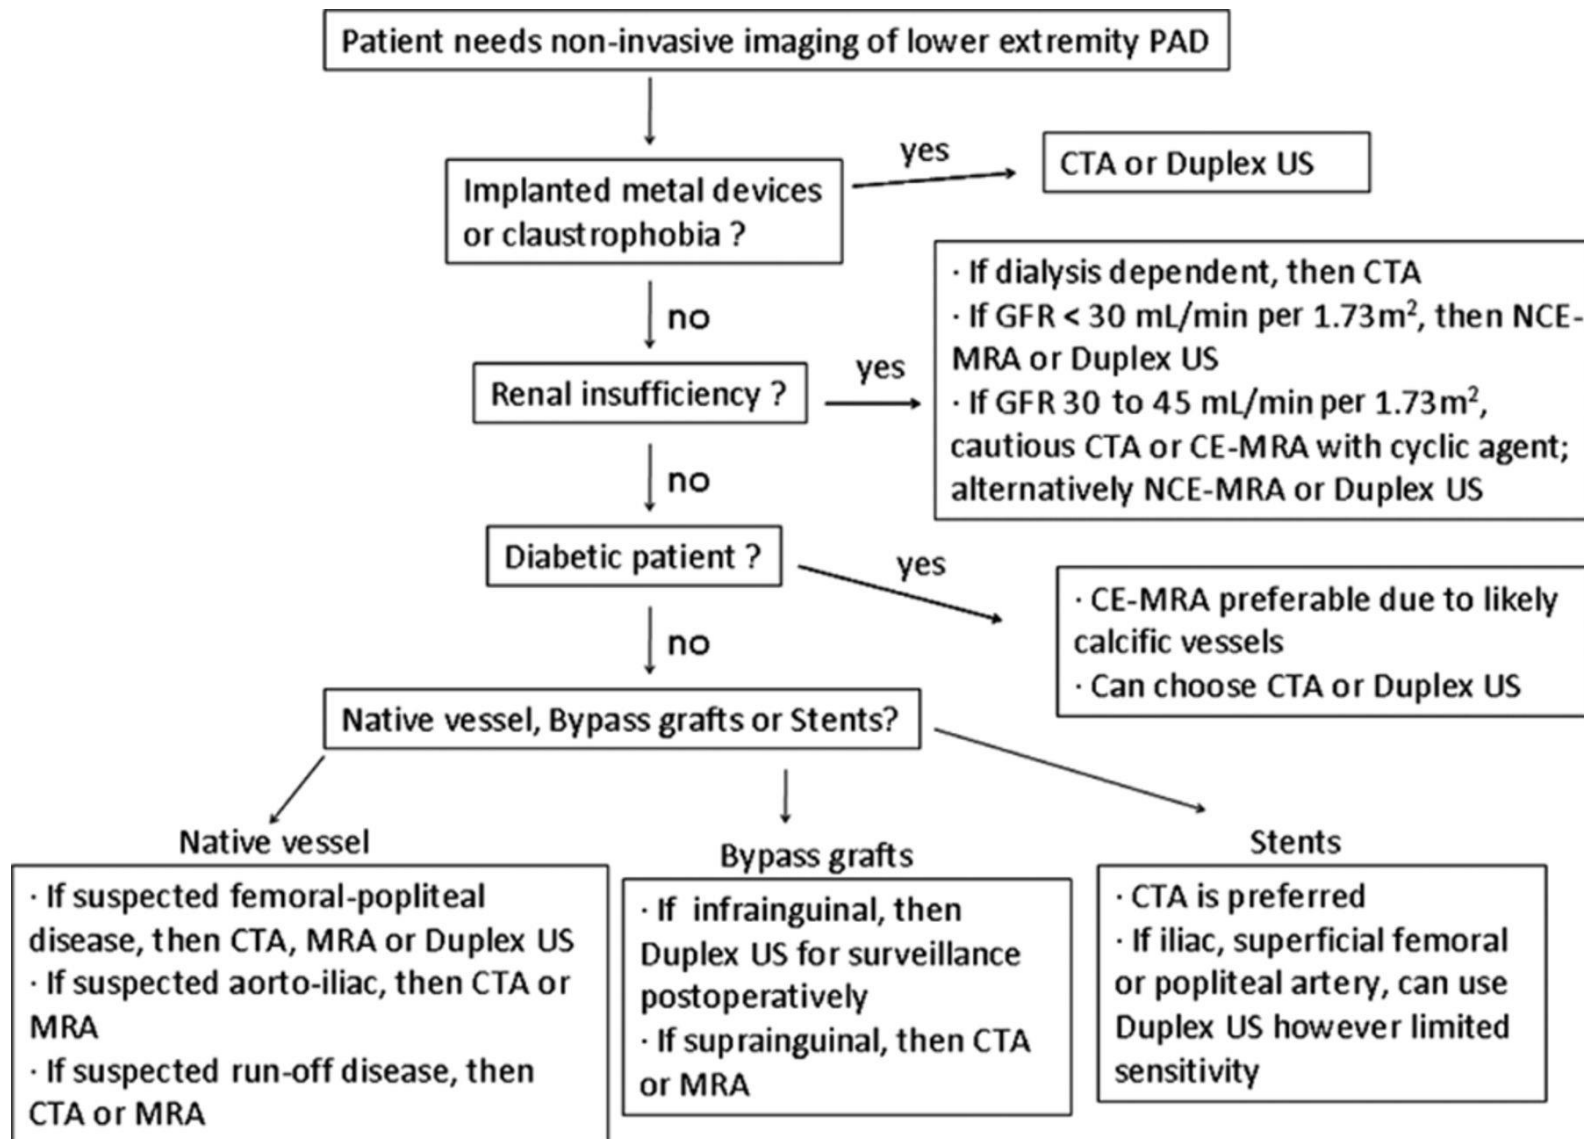 Patient needs non-invasive imaging of lower extremity PAD
yes
CTA or Duplex US
Implanted metal devices
or claustrophobia ?
no
· If dialysis dependent, then CTA
· If GFR < 30 mL/min per 1.73m², then NCE-
MRA or Duplex US
· If GFR 30 to 45 mL/min per 1.73m²,
cautious CTA or CE-MRA with cyclic agent;
alternatively NCE-MRA or Duplex US
yes
Renal insufficiency ?
no
Diabetic patient ?
yes
· CE-MRA preferable due to likely
calcific vessels
· Can choose CTA or Duplex US
no
Native vessel, Bypass grafts or Stents?
Native vessel
· If suspected femoral-popliteal
disease, then CTA, MRA or Duplex US
· If suspected aorto-iliac, then CTA or
MRA
· If suspected run-off disease, then
CTA or MRA
Bypass grafts
· If infrainguinal, then
Duplex US for surveillance
postoperatively
· If suprainguinal, then CTA
or MRA
Stents
· CTA is preferred
· If iliac, superficial femoral
or popliteal artery, can use
Duplex US however limited
sensitivity